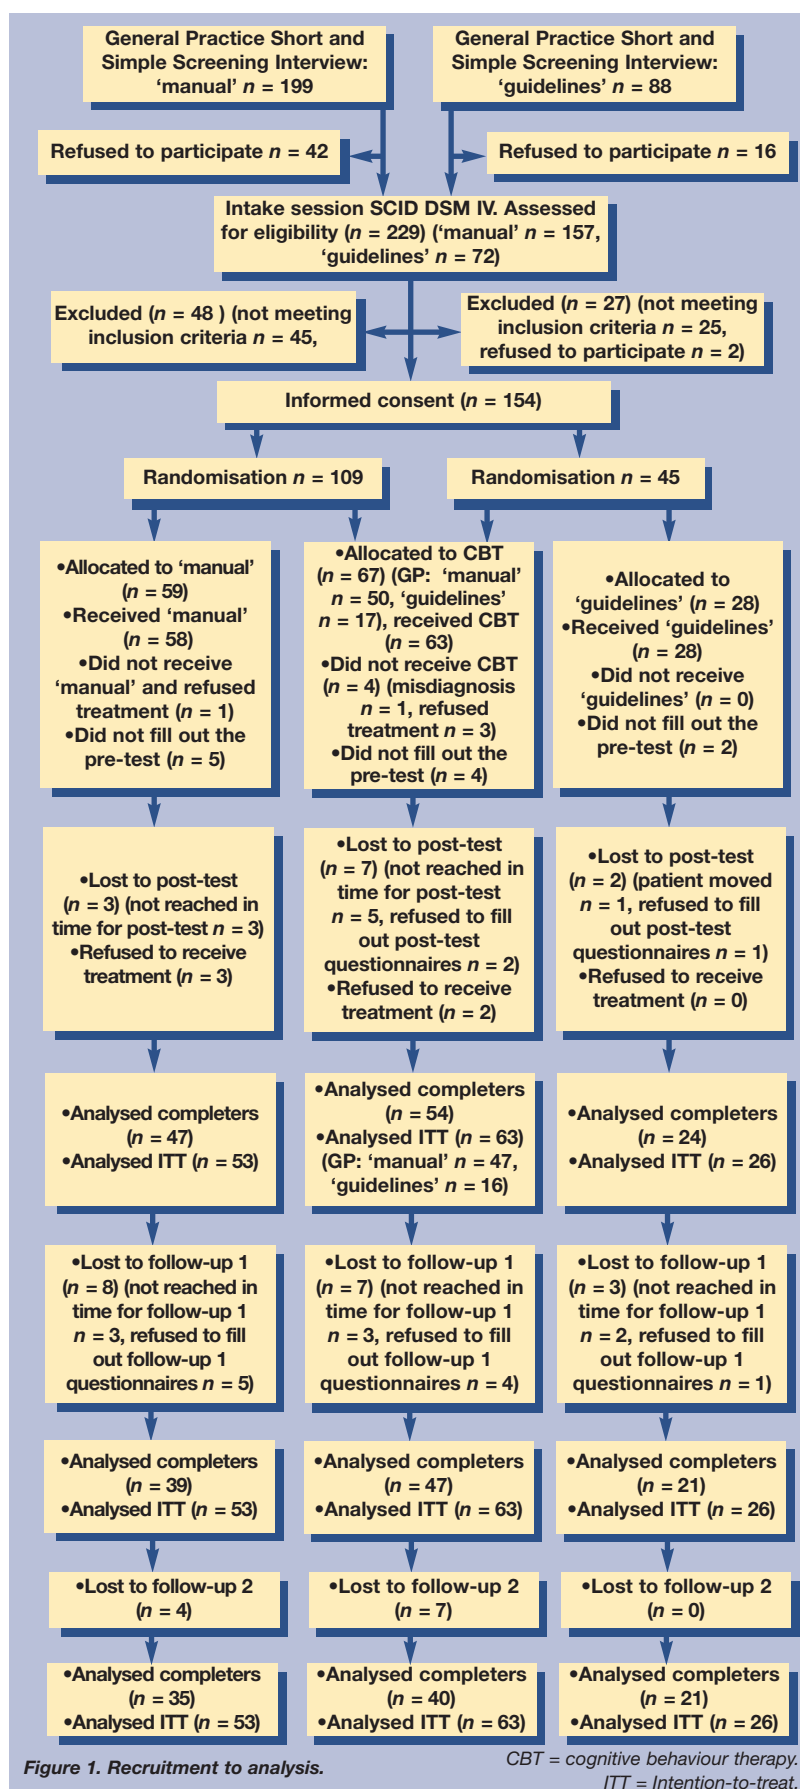 General Practice Short and
Simple Screening Interview:
‘manual’ n = 199
General Practice Short and
Simple Screening Interview:
‘guidelines’ n = 88
Refused to participate n = 42
Refused to participate n = 16
Intake session SCID DSM IV. Assessed
for eligibility (n = 229) (‘manual’ n = 157,
‘guidelines’ n = 72)
Excluded (n = 48 ) (not meeting
inclusion criteria n = 45,
Excluded (n = 27) (not meeting
inclusion criteria n = 25,
refused to participate n = 2)
Informed consent (n = 154)
Randomisation n = 109
Randomisation n = 45
•Allocated to ‘manual’
(n = 59)
•Received ‘manual’
(n = 58)
•Did not receive
‘manual’ and refused
treatment (n = 1)
•Did not fill out the
pre-test (n = 5)
•Allocated to CBT
(n = 67) (GP: ‘manual’
n = 50, ‘guidelines’
n = 17), received CBT
(n = 63)
•Did not receive CBT
(n = 4) (misdiagnosis
n = 1, refused
treatment n = 3)
•Did not fill out the
pre-test (n = 4)
•Allocated to
‘guidelines’ (n = 28)
•Received ‘guidelines’
(n = 28)
•Did not receive
‘guidelines’ (n = 0)
•Did not fill out the
pre-test (n = 2)
•Lost to post-test
(n = 3) (not reached in
time for post-test n = 3)
•Refused to receive
treatment (n = 3)
•Lost to post-test
(n = 7) (not reached in
time for post-test
n = 5, refused to fill
out post-test
questionnaires n = 2)
•Refused to receive
treatment (n = 2)
•Lost to post-test
(n = 2) (patient moved
n = 1, refused to fill
out post-test
questionnaires n = 1)
•Refused to receive
treatment (n = 0)
•Analysed completers
(n = 47)
•Analysed ITT (n = 53)
•Analysed completers
(n = 54)
•Analysed ITT (n = 63)
(GP: ‘manual’ n = 47,
‘guidelines’ n = 16)
•Analysed completers
(n = 24)
•Analysed ITT (n = 26)
•Lost to follow-up 1
(n = 8) (not reached in
time for follow-up 1
n = 3, refused to fill
out follow-up 1
questionnaires n = 5)
•Lost to follow-up 1
(n = 7) (not reached in
time for follow-up 1
n = 3, refused to fill
out follow-up 1
questionnaires n = 4)
•Lost to follow-up 1
(n = 3) (not reached in
time for follow-up 1
n = 2, refused to fill
out follow-up 1
questionnaires n = 1)
•Analysed completers
(n = 39)
•Analysed ITT (n = 53)
•Analysed completers
(n = 47)
•Analysed ITT (n = 63)
•Analysed completers
(n = 21)
•Analysed ITT (n = 26)
•Lost to follow-up 2
(n = 4)
•Lost to follow-up 2
(n = 7)
•Lost to follow-up 2
(n = 0)
•Analysed completers
(n = 35)
•Analysed ITT (n = 53)
•Analysed completers
(n = 40)
•Analysed ITT (n = 63)
•Analysed completers
(n = 21)
•Analysed ITT (n = 26)
Figure 1. Recruitment to analysis.
CBT = cognitive behaviour therapy.
ITT = Intention-to-treat.